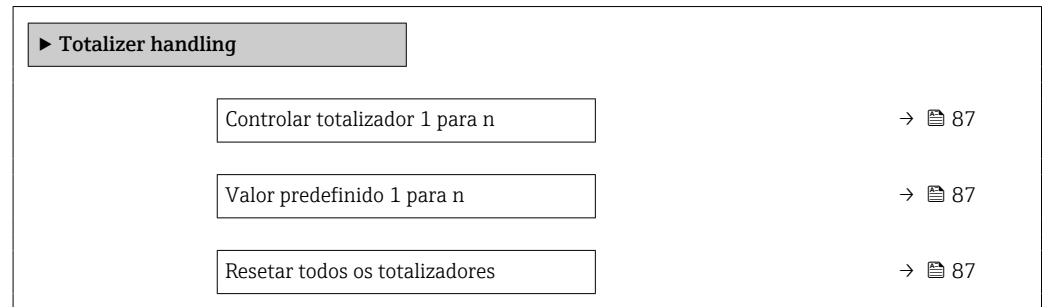 ▶ Totalizer handling
Controlar totalizador 1 para n → 87
Valor predefinido 1 para n → 87
Resetar todos os totalizadores → 87